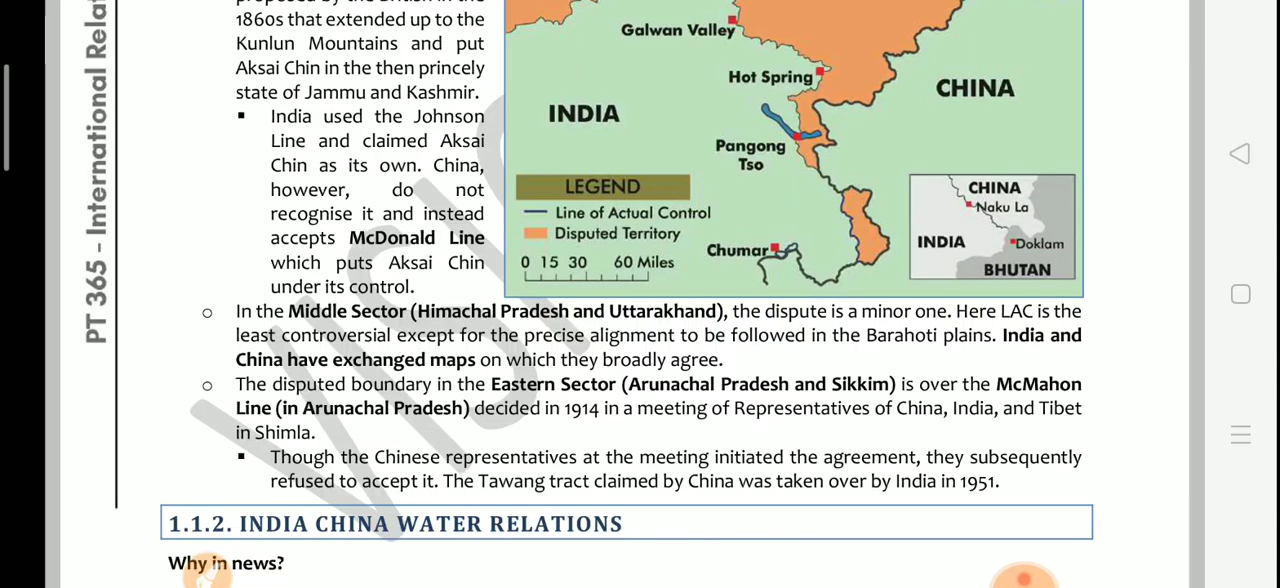 proposed by the British in the
1860s that extended up to the
Kunlun Mountains and put
Aksai Chin in the then princely
state of Jammu and Kashmir.
▪ India used the Johnson
Line and claimed Aksai
Chin as its own. China,
however, do not
recognise it and instead
accepts McDonald Line
which puts Aksai Chin
under its control.
Galwan Valley
Hot Spring
CHINA
INDIA
Pangong
Tso
LEGEND
Line of Actual Control
Disputed Territory
0 15 30 60 Miles
Chumar
CHINA
Naku La
INDIA
Doklam
BHUTAN
o In the Middle Sector (Himachal Pradesh and Uttarakhand), the dispute is a minor one. Here LAC is the
least controversial except for the precise alignment to be followed in the Barahoti plains. India and
China have exchanged maps on which they broadly agree.
o The disputed boundary in the Eastern Sector (Arunachal Pradesh and Sikkim) is over the McMahon
Line (in Arunachal Pradesh) decided in 1914 in a meeting of Representatives of China, India, and Tibet
in Shimla.
▪ Though the Chinese representatives at the meeting initiated the agreement, they subsequently
refused to accept it. The Tawang tract claimed by China was taken over by India in 1951.
1.1.2. INDIA CHINA WATER RELATIONS
Why in news?
PT 365 - International Relat